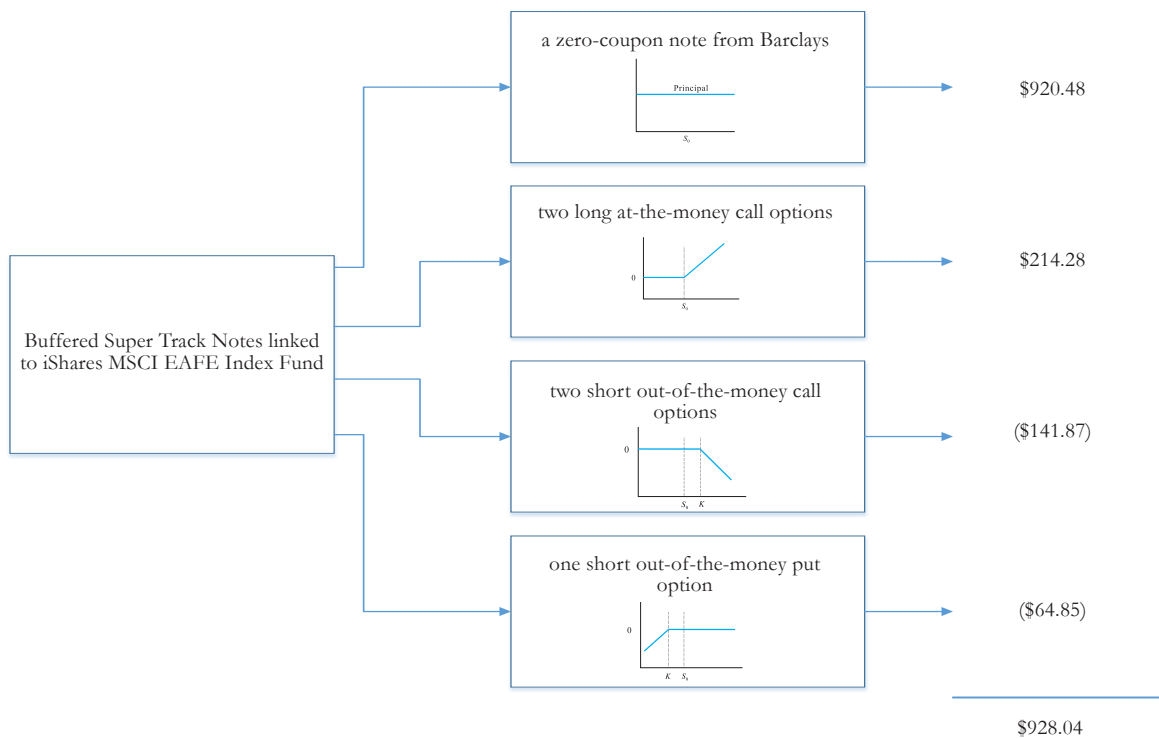 a zero-coupon note from Barclays
Principal
S0
$920.48
two long at-the-money call options
0
S0
$214.28
Buffered Super Track Notes linked
to iShares MSCI EAFE Index Fund
two short out-of-the-money call
options
0
S0 K
($141.87)
one short out-of-the-money put
option
0
K S0
($64.85)
$928.04